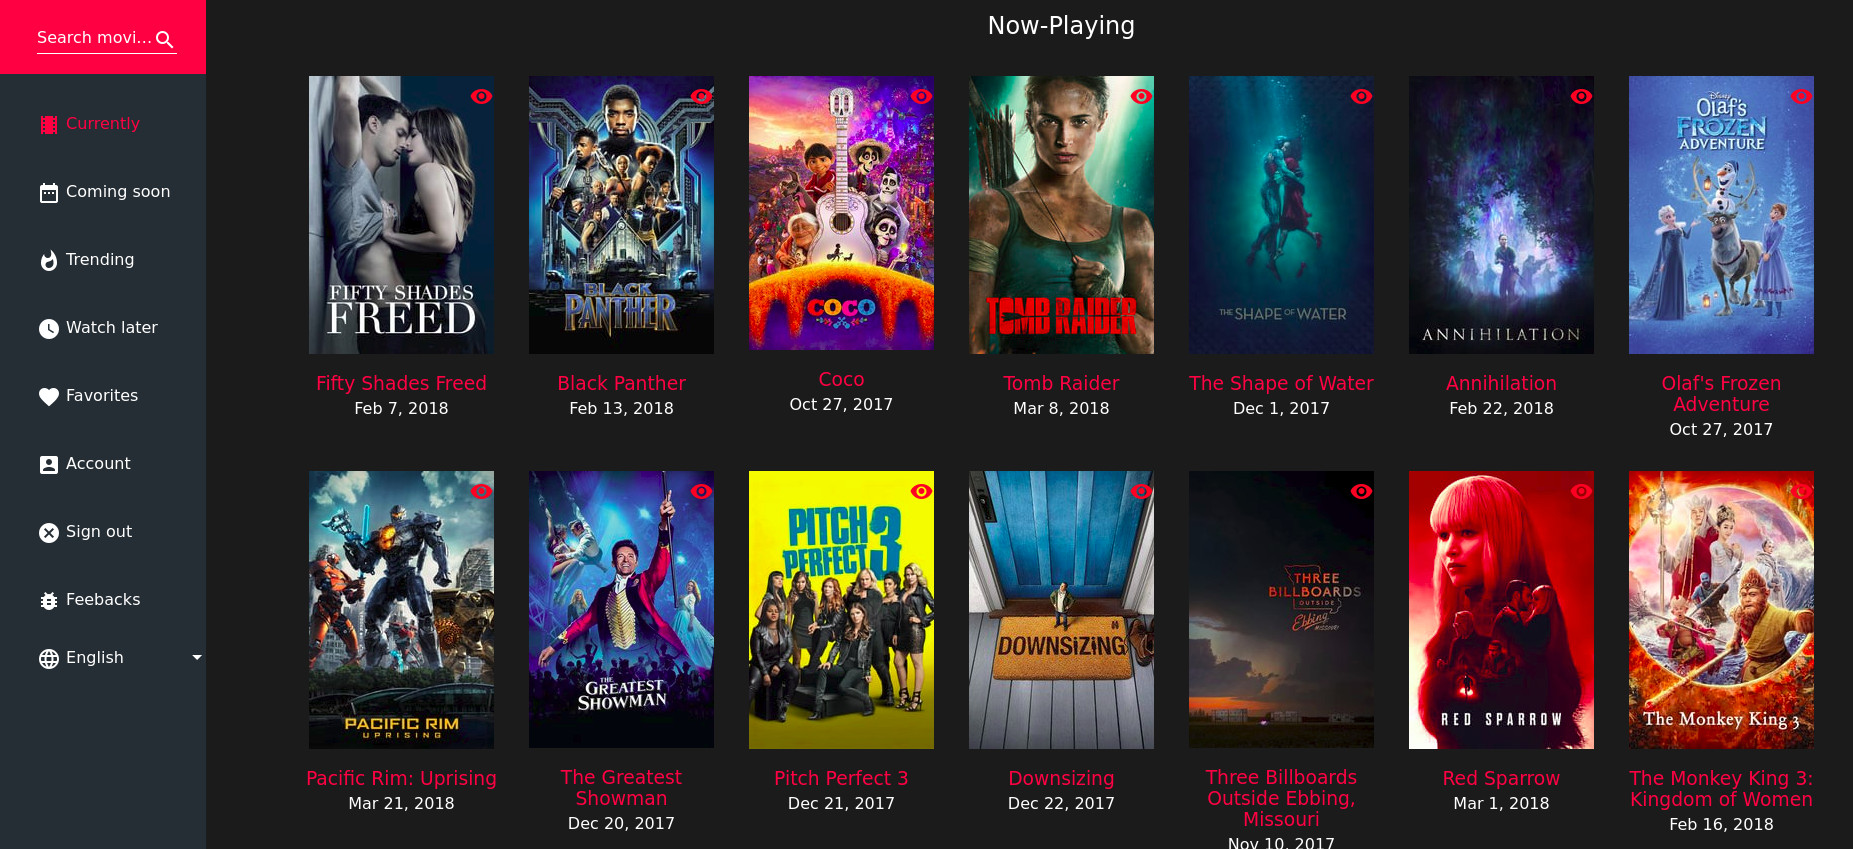 Search movi...
Currently
Coming soon
Trending
Watch later
Favorites
Account
Sign out
Feebacks
English
Now-Playing
FIFTY SHADES
FREED
Fifty Shades Freed
Feb 7, 2018
BLACK
PANTHER
Black Panther
Feb 13, 2018
COCO
Coco
Oct 27, 2017
TOMB RAIDER
Tomb Raider
Mar 8, 2018
THE SHAPE OF WATER
The Shape of Water
Dec 1, 2017
ANNIHILATION
Annihilation
Feb 22, 2018
Disney
OLAF'S
FROZEN
ADVENTURE
Olaf's Frozen
Adventure
Oct 27, 2017
PACIFIC RIM
UPRISING
Pacific Rim: Uprising
Mar 21, 2018
THE
GREATEST
SHOWMAN
The Greatest
Showman
Dec 20, 2017
PITCH
PERFECT 3
Pitch Perfect 3
Dec 21, 2017
DOWNSiZiNG
Downsizing
Dec 22, 2017
THREE
BILLBOARDS
OUTSIDE
Ebbing,
MISSOURI
Three Billboards
Outside Ebbing,
Missouri
Nov 10, 2017
RED SPARROW
Red Sparrow
Mar 1, 2018
The Monkey King 3
The Monkey King 3:
Kingdom of Women
Feb 16, 2018